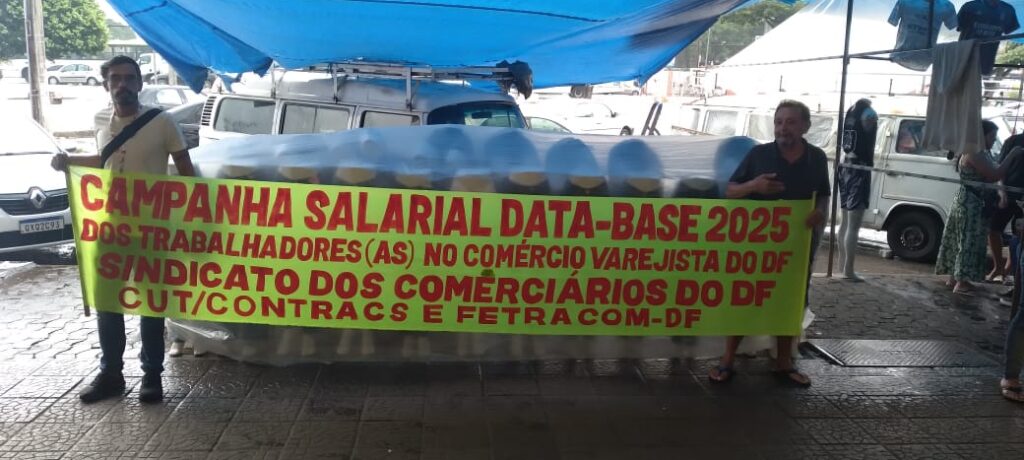 CAMPANHA SALARIAL DATA-BASE 2025
DOS TRABALHADORES(AS) NO COMÉRCIO VAREJISTA DO DF
SINDICATO DOS COMERCIÁRIOS DO DF
CUT/CONTRACS E FETRACOM-DF